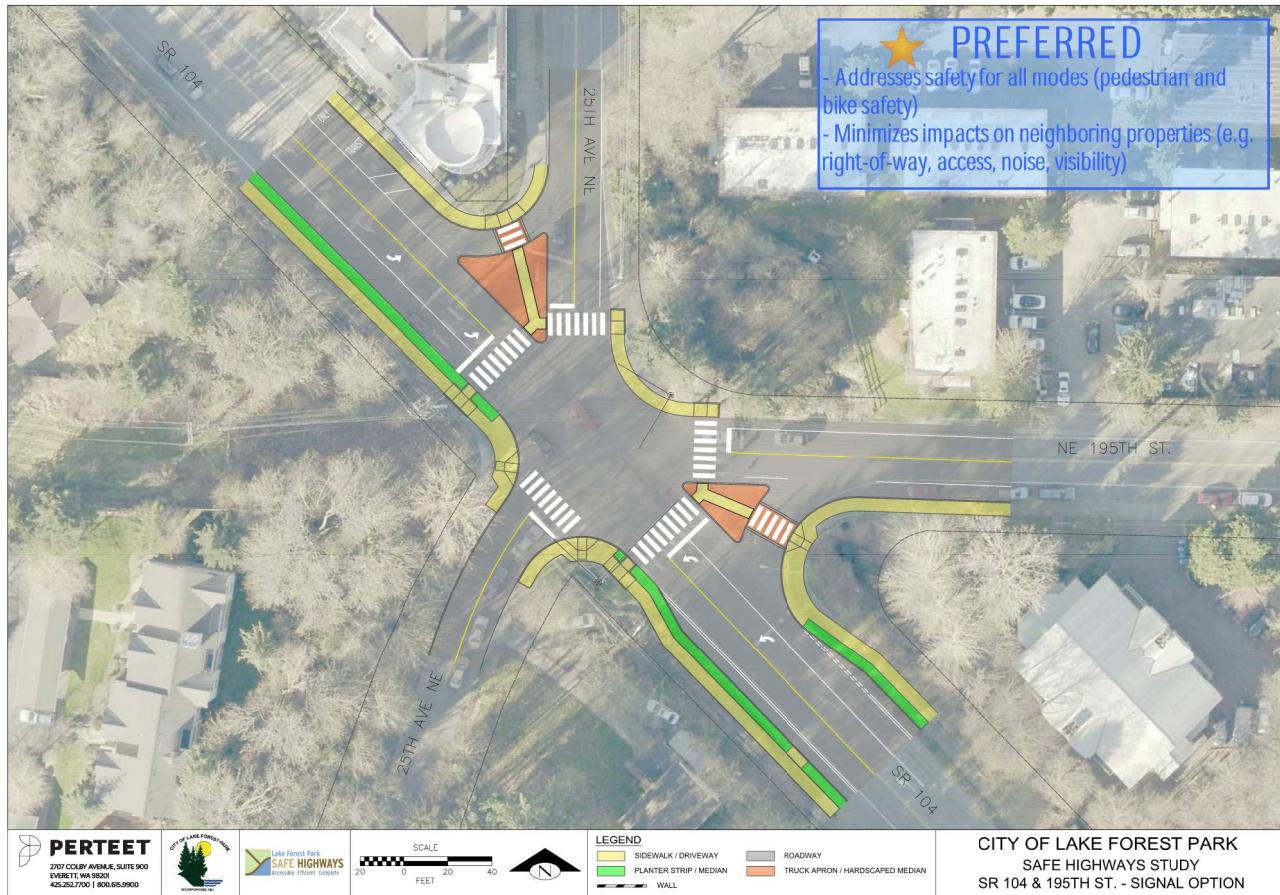 PREFERRED
- Addresses safety for all modes (pedestrian and
bike safety)
- Minimizes impacts on neighboring properties (e.g.
right-of-way, access, noise, visibility)
SR 104
25TH AVE NE
ONLY
TRANSIT
NE 195TH ST.
25TH AVE NE
SR 104
PERTEET
2707 COLBY AVENUE, SUITE 900
EVERETT, WA 98201
425.252.7700 | 800.615.9900
CITY OF LAKE FOREST PARK
INCORPORATED 1961
Lake Forest Park
SAFE HIGHWAYS
Accessible Efficient Complete
SCALE
20 0 20 40
FEET
N
LEGEND
SIDEWALK / DRIVEWAY
PLANTER STRIP / MEDIAN
WALL
ROADWAY
TRUCK APRON / HARDSCAPED MEDIAN
CITY OF LAKE FOREST PARK
SAFE HIGHWAYS STUDY
SR 104 & 195TH ST. - SIGNAL OPTION